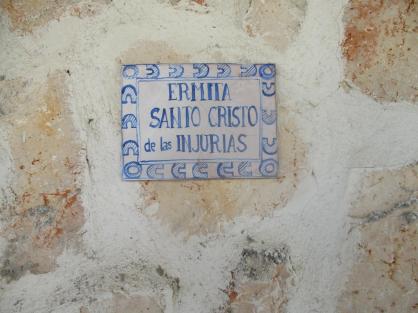 ERMITA
SANTO CRISTO
de las INJURIAS